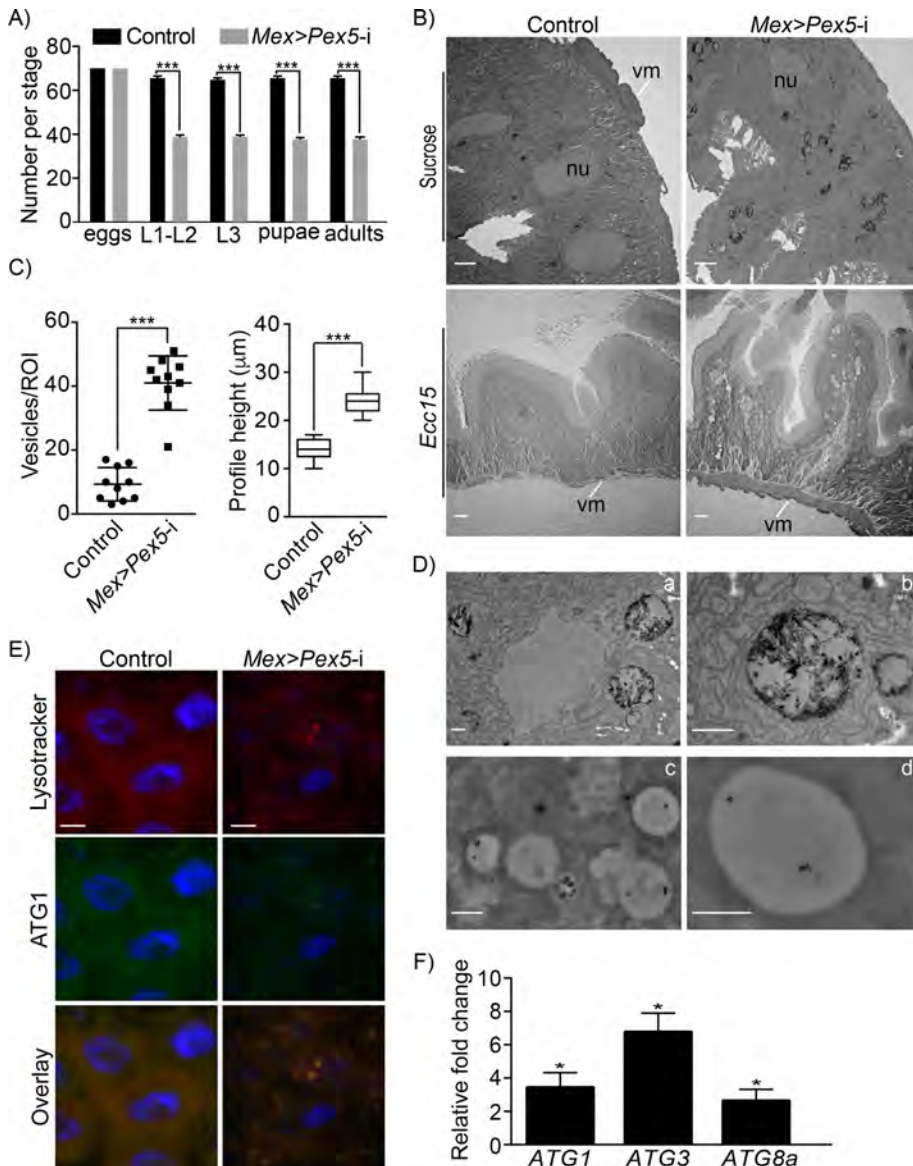 A)
Control
Mex>Pex5-i
***
***
***
***
Number per stage
80
60
40
20
0
eggs
L1-L2
L3
pupae
adults
B)
Control
Mex>Pex5-i
Sucrose
vm
nu
nu
Ecc15
vm
vm
C)
Vesicles/ROI
60
40
20
0
***
Control
Mex>Pex5-i
Profile height (μm)
40
30
20
10
0
***
Control
Mex>Pex5-i
D)
a
b
c
d
E)
Control
Mex>Pex5-i
Lysotracker
ATG1
Overlay
F)
Relative fold change
10
8
6
4
2
0
*
*
*
ATG1
ATG3
ATG8a